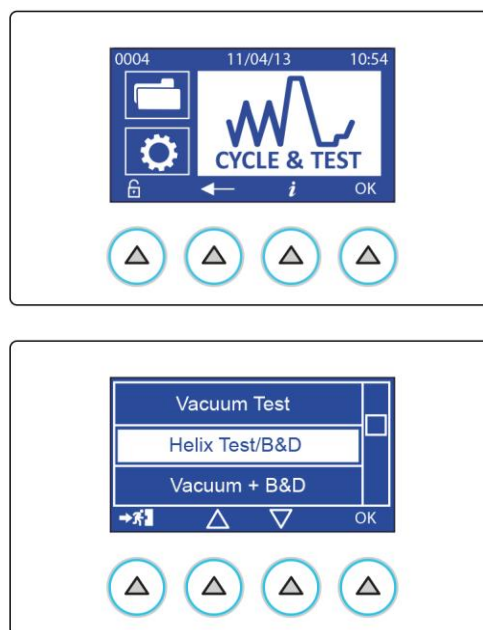 0004 11/04/13 10:54
CYCLE & TEST
i OK
Vacuum Test
Helix Test/B&D
Vacuum + B&D
OK